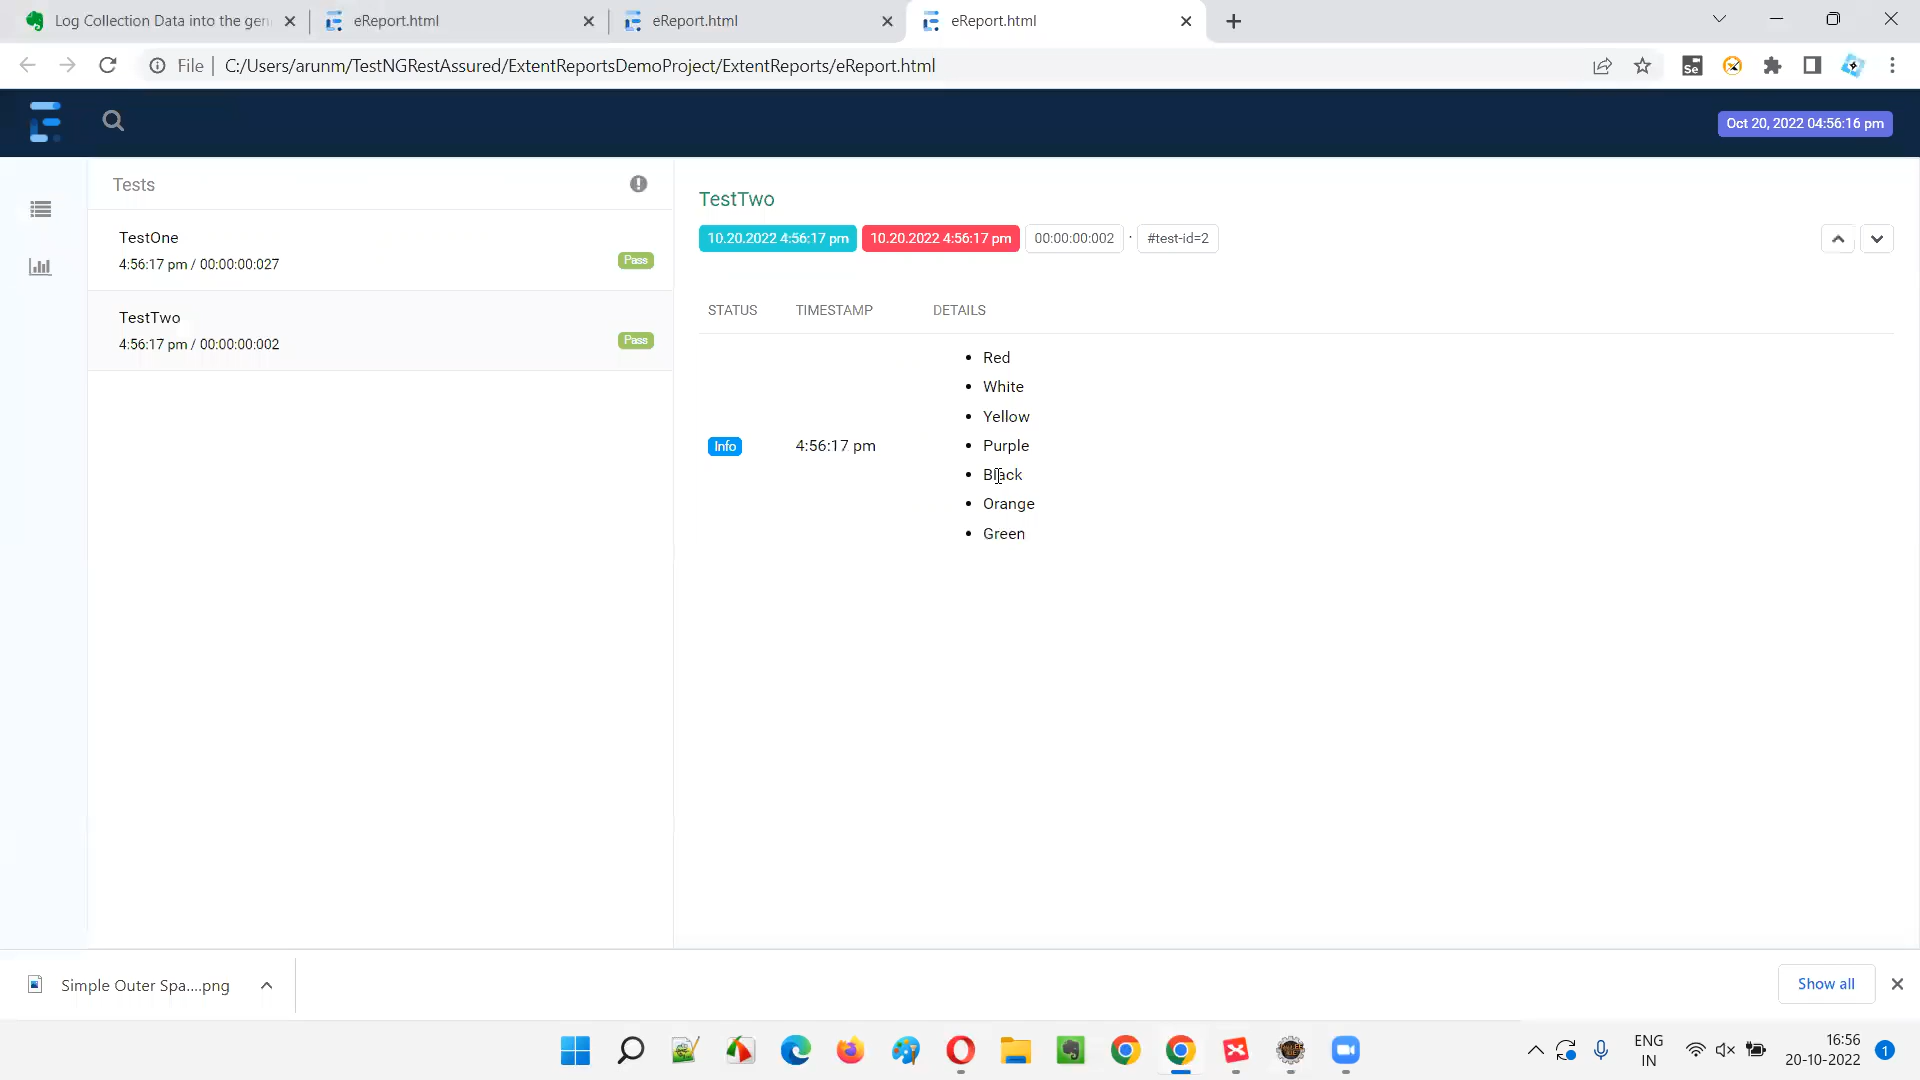 Log Collection Data into the gen
eReport.html
eReport.html
eReport.html
File
C:/Users/arunm/TestNGRestAssured/ExtentReportsDemoProject/ExtentReports/eReport.html
Se
Oct 20, 2022 04:56:16 pm
Tests
TestOne
4:56:17 pm / 00:00:00:027
Pass
TestTwo
4:56:17 pm / 00:00:00:002
Pass
TestTwo
10.20.2022 4:56:17 pm 10.20.2022 4:56:17 pm 00:00:00:002 · #test-id=2
STATUS TIMESTAMP DETAILS
Info 4:56:17 pm
• Red
• White
• Yellow
• Purple
• Black
• Orange
• Green
Simple Outer Spa....png
Show all
ENG
IN
16:56
20-10-2022
1